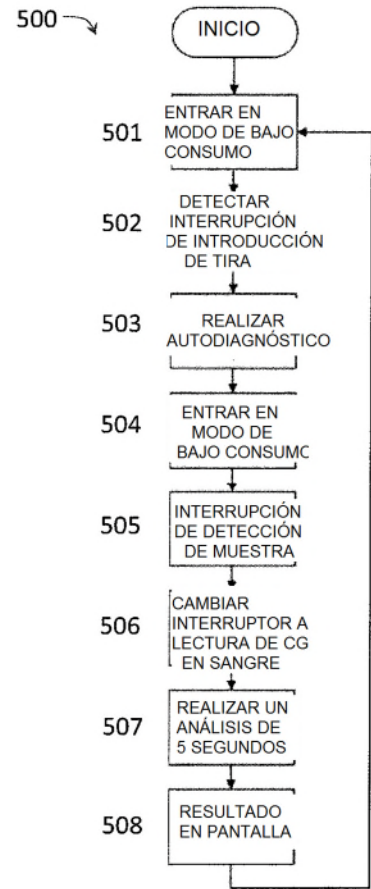 500
INICIO
501
ENTRAR EN
MODO DE BAJO
CONSUMO
502
DETECTAR
INTERRUPCIÓN
DE INTRODUCCIÓN
DE TIRA
503
REALIZAR
AUTODIAGNÓSTICO
504
ENTRAR EN
MODO DE
BAJO CONSUMO
505
INTERRUPCIÓN
DE DETECCIÓN
DE MUESTRA
506
CAMBIAR
INTERRUPTOR A
LECTURA DE CG
EN SANGRE
507
REALIZAR UN
ANÁLISIS DE
5 SEGUNDOS
508
RESULTADO
EN PANTALLA